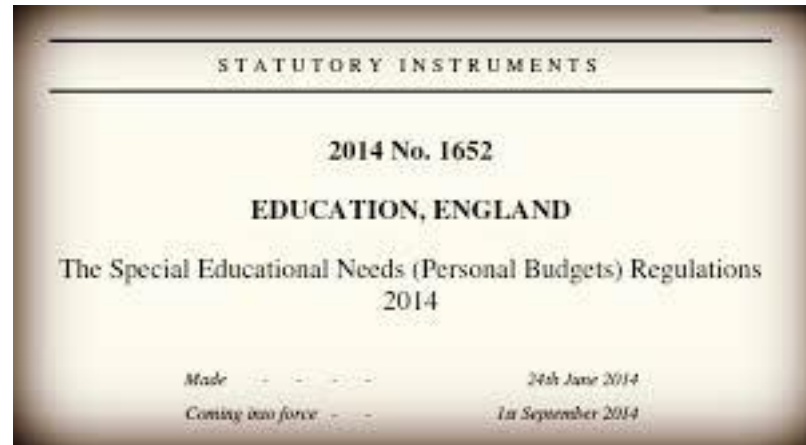 STATUTORY INSTRUMENTS
2014 No. 1652
EDUCATION, ENGLAND
The Special Educational Needs (Personal Budgets) Regulations
2014
Made - - - - 24th June 2014
Coming into force - - 1st September 2014